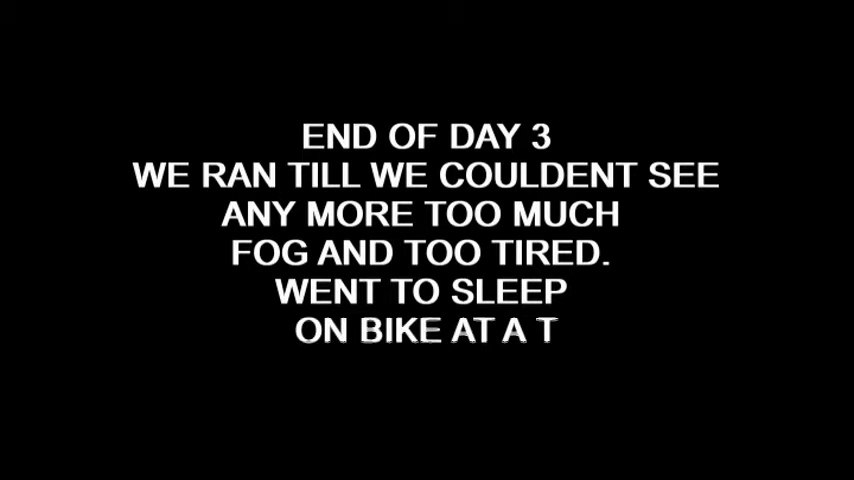 END OF DAY 3
WE RAN TILL WE COULDENT SEE
ANY MORE TOO MUCH
FOG AND TOO TIRED.
WENT TO SLEEP
ON BIKE AT A T